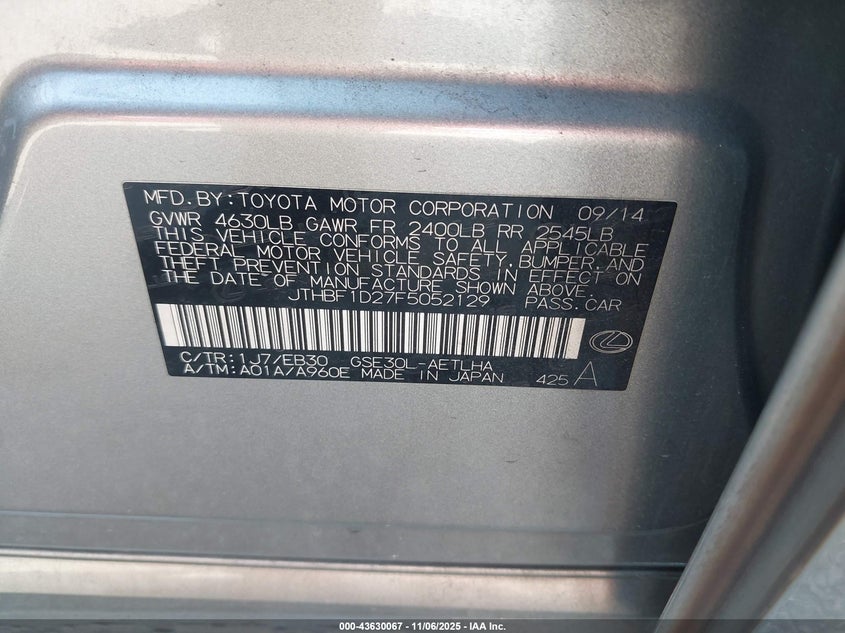 MFD. BY: TOYOTA MOTOR CORPORATION 09/14
GVWR 4630LB GAWR FR 2400LB RR 2545LB
THIS VEHICLE CONFORMS TO ALL APPLICABLE
FEDERAL MOTOR VEHICLE SAFETY, BUMPER, AND
THEFT PREVENTION STANDARDS IN EFFECT ON
THE DATE OF MANUFACTURE SHOWN ABOVE.
JTHBF1D27F5052129 PASS. CAR
C/TR: 1J7/EB30 GSE30L-AETLHA
A/TM: A01A/A960E MADE IN JAPAN 425 A
000-43630067 - 11/06/2025 - IAA Inc.